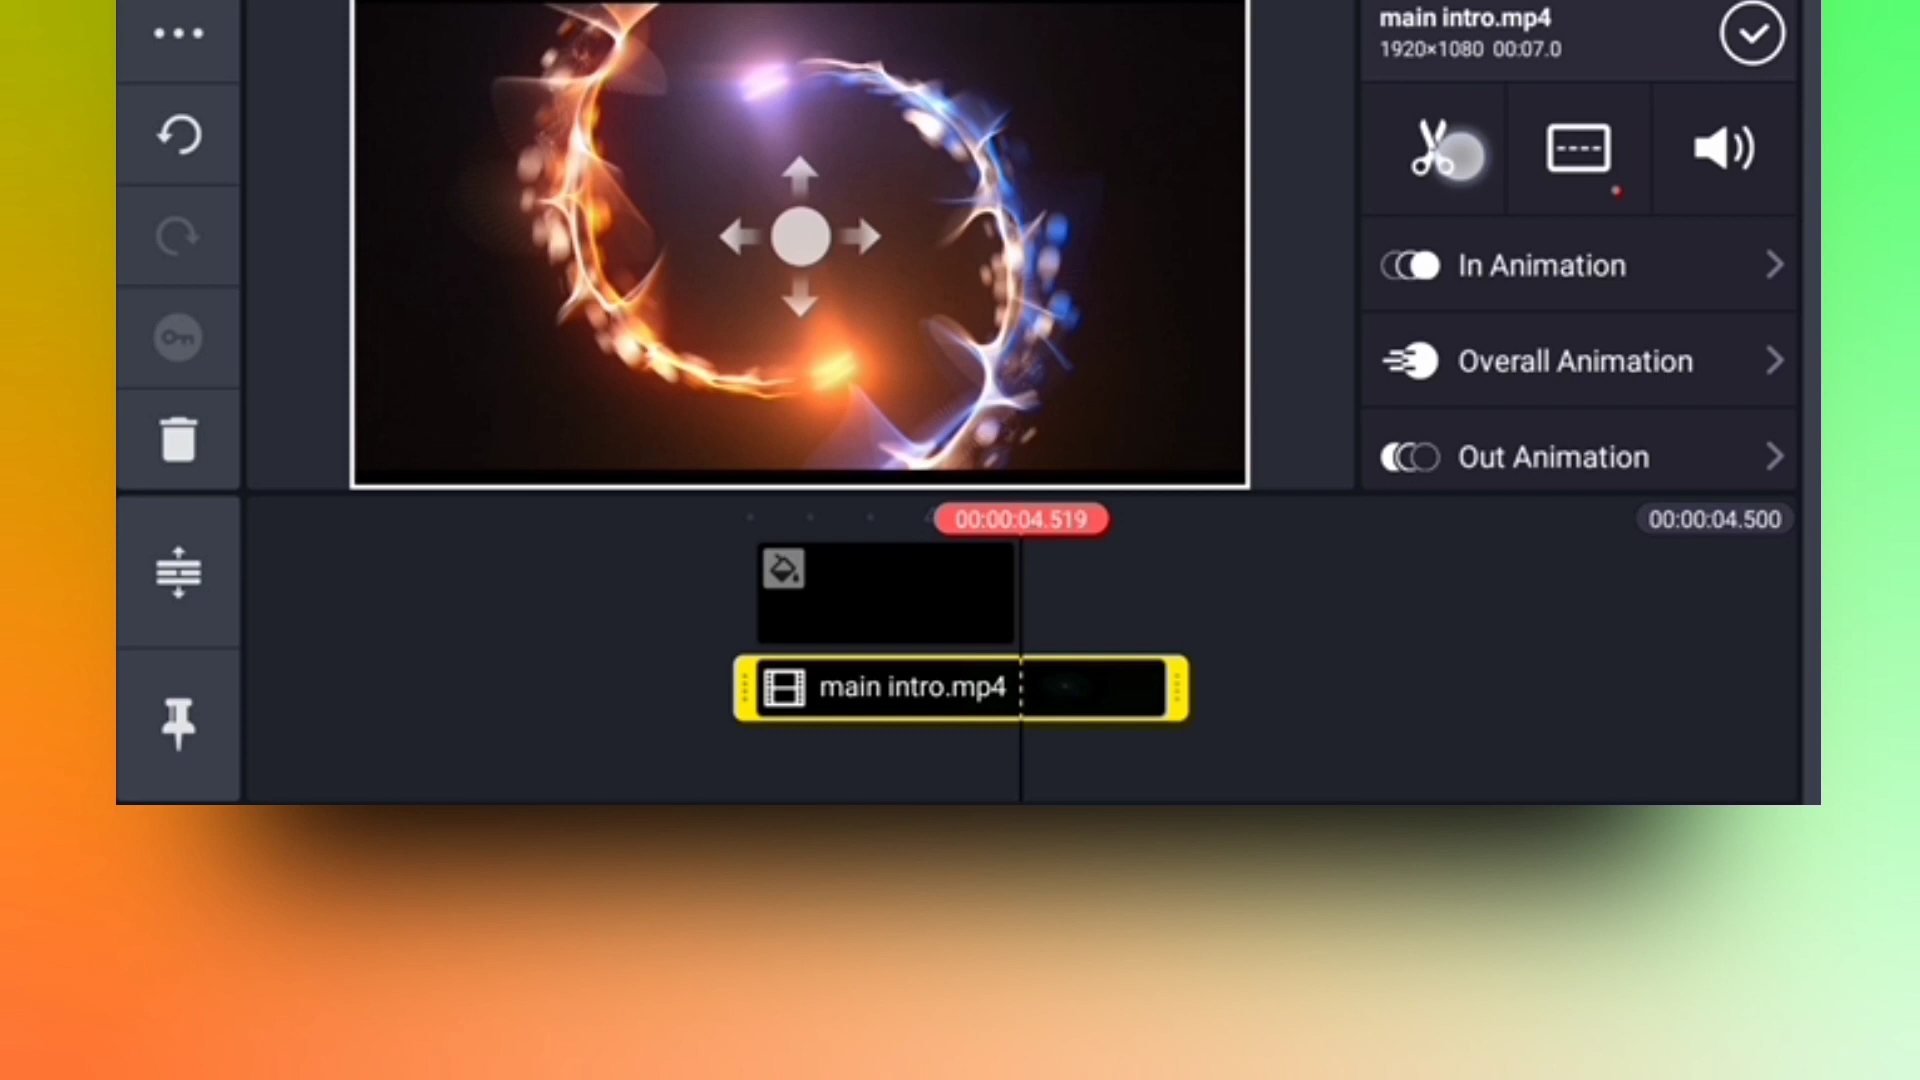 main intro.mp4
1920×1080 00:07.0
In Animation
Overall Animation
Out Animation
00:00:04.519
00:00:04.500
main intro.mp4